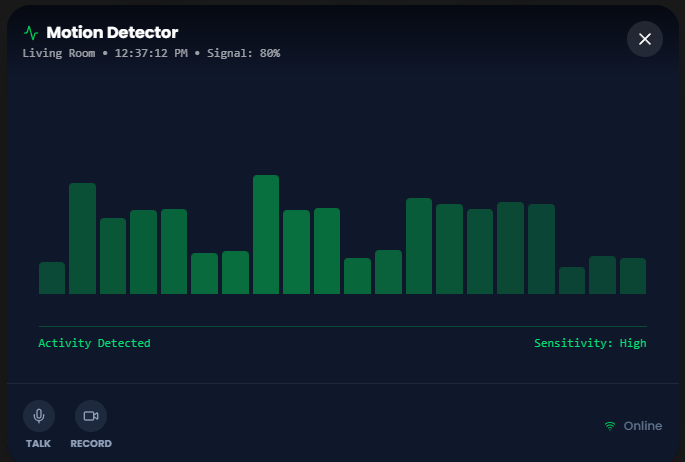 Motion Detector
Living Room • 12:37:12 PM • Signal: 80%
Activity Detected
Sensitivity: High
TALK
RECORD
Online